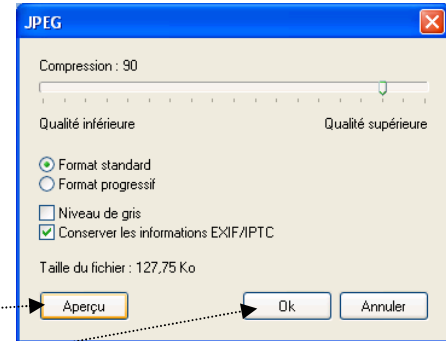 JPEG
Compression : 90
Qualité inférieure Qualité supérieure
Format standard
Format progressif
Niveau de gris
Conserver les informations EXIF/IPTC
Taille du fichier : 127,75 Ko
Aperçu Ok Annuler